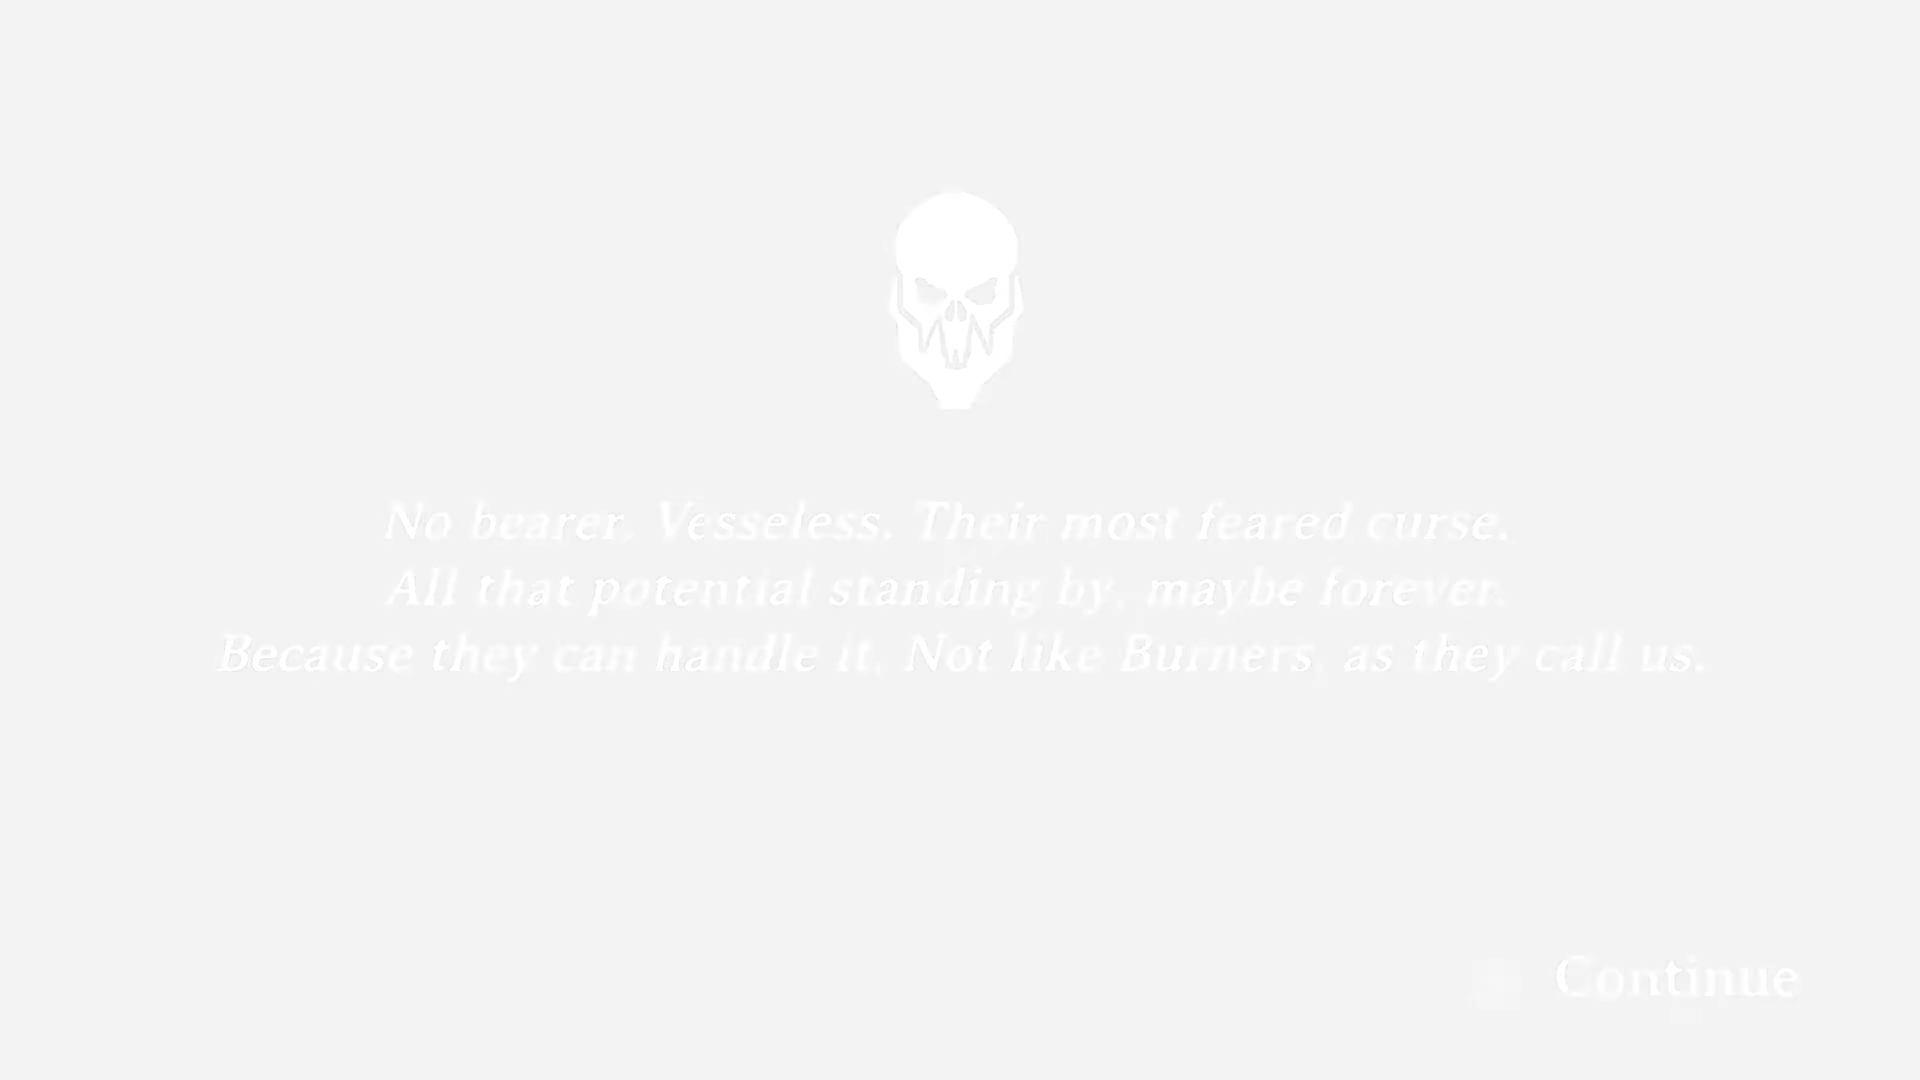 No bearer, Vesseless. Their most feared curse.
All that potential standing by, maybe forever.
Because they can handle it, Not like Burners, as they call us.
Continue